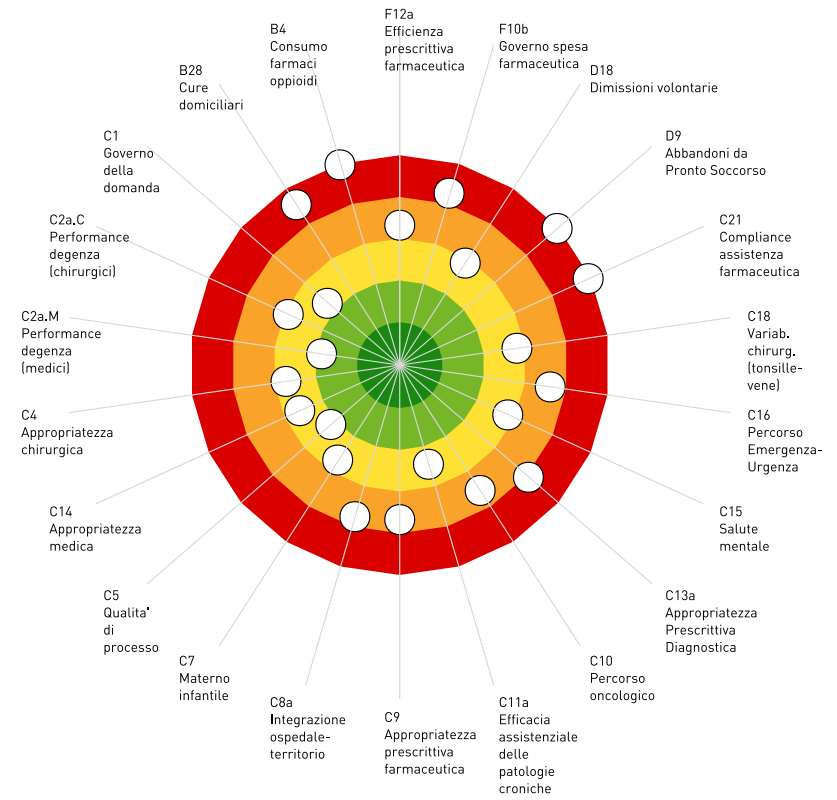 F12a
Efficienza
prescrittiva
farmaceutica
F10b
Governo spesa
farmaceutica
D18
Dimissioni volontarie
D9
Abbandoni da
Pronto Soccorso
C21
Compliance
assistenza
farmaceutica
C18
Variab.
chirurg.
(tonsille-
vene)
C16
Percorso
Emergenza-
Urgenza
C15
Salute
mentale
C13a
Appropriatezza
Prescrittiva
Diagnostica
C10
Percorso
oncologico
C11a
Efficacia
assistenziale
delle
patologie
croniche
C9
Appropriatezza
prescrittiva
farmaceutica
C8a
Integrazione
ospedale-
territorio
C7
Materno
infantile
C5
Qualita'
di
processo
C14
Appropriatezza
medica
C4
Appropriatezza
chirurgica
C2a.M
Performance
degenza
(medici)
C2a.C
Performance
degenza
(chirurgici)
C1
Governo
della
domanda
B28
Cure
domiciliari
B4
Consumo
farmaci
oppioidi